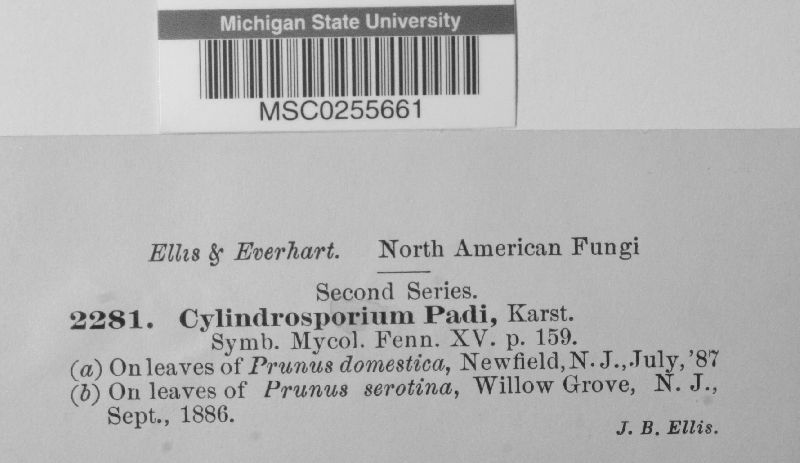 Michigan State University
MSC0255661
Ellis & Everhart. North American Fungi
Second Series.
2281. Cylindrosporium Padi, Karst.
Symb. Mycol. Fenn. XV. p. 159.
(a) On leaves of Prunus domestica, Newfield, N. J., July, '87
(b) On leaves of Prunus serotina, Willow Grove, N. J.,
Sept., 1886.
J. B. Ellis.